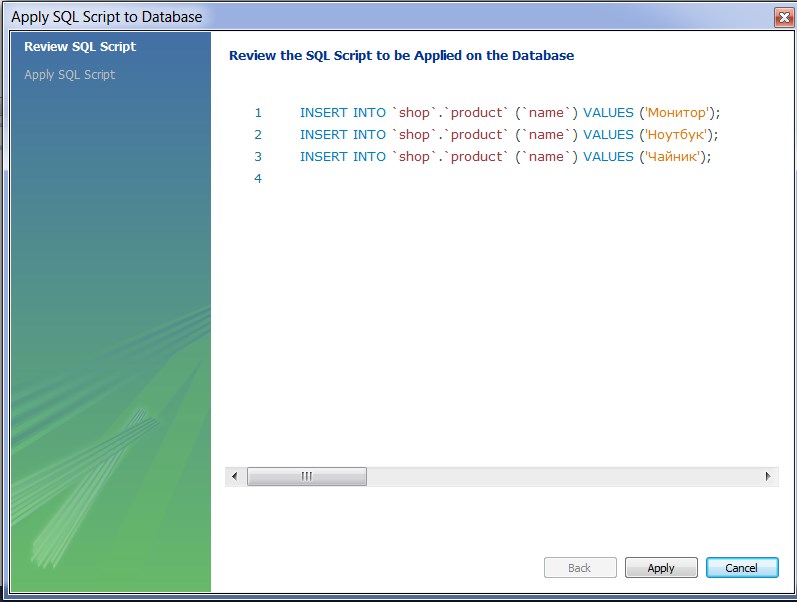 Apply SQL Script to Database
Review SQL Script
Apply SQL Script
Review the SQL Script to be Applied on the Database
1 INSERT INTO `shop`.`product` (`name`) VALUES ('Монитор');
2 INSERT INTO `shop`.`product` (`name`) VALUES ('Ноутбук');
3 INSERT INTO `shop`.`product` (`name`) VALUES ('Чайник');
4
Back Apply Cancel